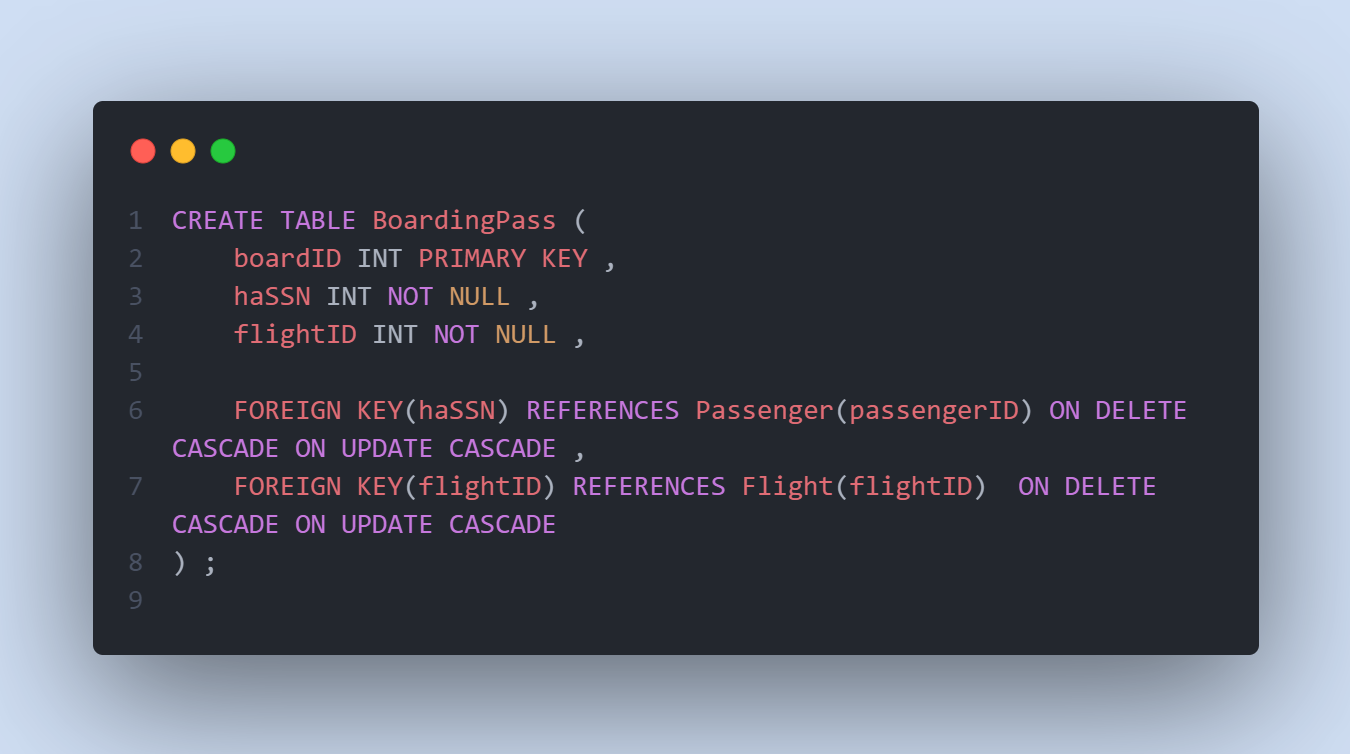 1 CREATE TABLE BoardingPass (
2     boardID INT PRIMARY KEY ,
3     haSSN INT NOT NULL ,
4     flightID INT NOT NULL ,
5
6     FOREIGN KEY(haSSN) REFERENCES Passenger(passengerID) ON DELETE
CASCADE ON UPDATE CASCADE ,
7     FOREIGN KEY(flightID) REFERENCES Flight(flightID)  ON DELETE
CASCADE ON UPDATE CASCADE
8 ) ;
9